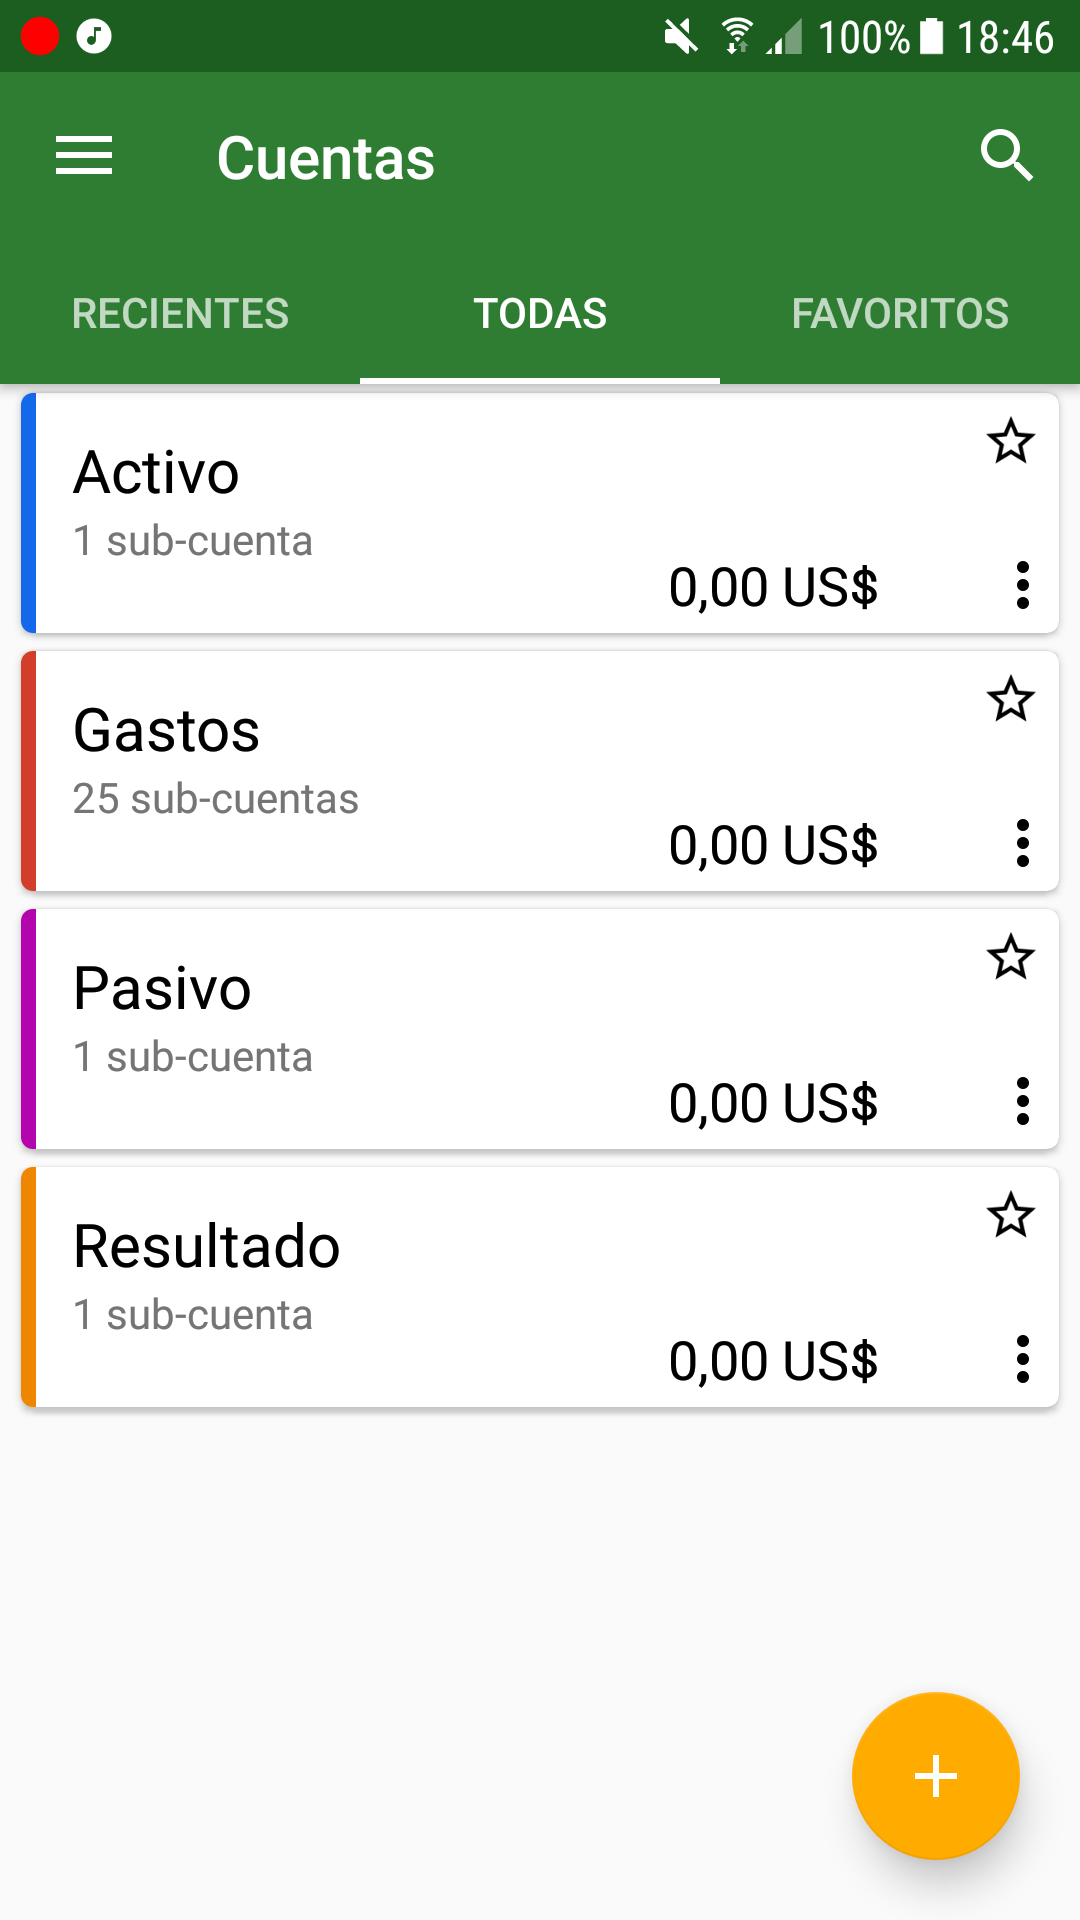 100% 18:46
Cuentas
RECIENTES TODAS FAVORITOS
Activo
1 sub-cuenta
0,00 US$
Gastos
25 sub-cuentas
0,00 US$
Pasivo
1 sub-cuenta
0,00 US$
Resultado
1 sub-cuenta
0,00 US$